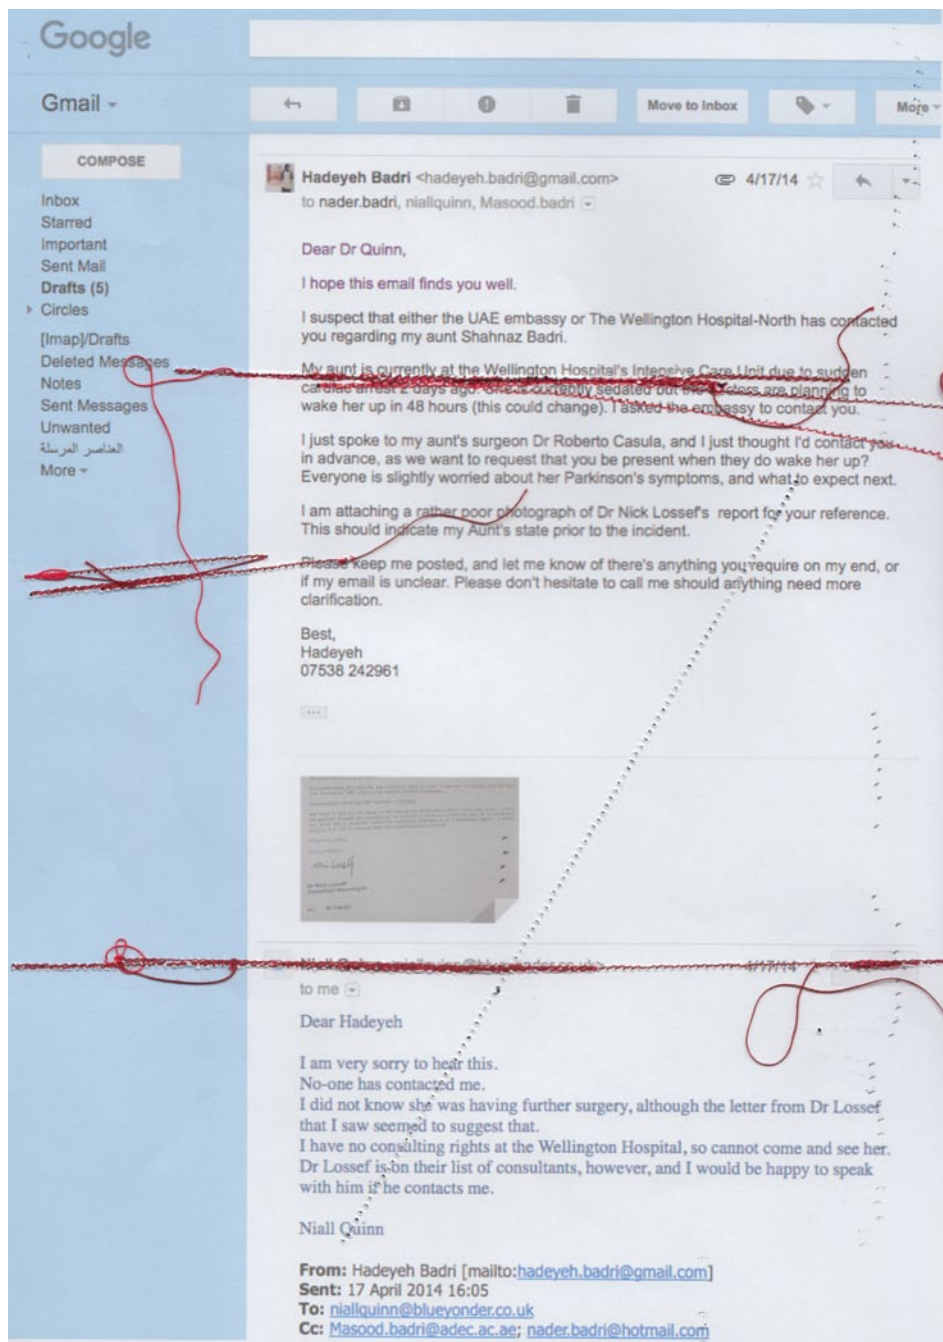 Google
Gmail
Move to Inbox
More
COMPOSE
Inbox
Starred
Important
Sent Mail
Drafts (5)
Circles
[Imap]/Drafts
Deleted Messages
Notes
Sent Messages
Unwanted
العناصر المرسلة
More
Hadeyeh Badri <hadeyeh.badri@gmail.com>
4/17/14
to nader.badri, niallquinn, Masood.badri
Dear Dr Quinn,
I hope this email finds you well.
I suspect that either the UAE embassy or The Wellington Hospital-North has contacted
you regarding my aunt Shahnaz Badri.
My aunt is currently at the Wellington Hospital's Intensive Care Unit due to sudden
cardiac arrest 2 days ago. She is currently sedated but the doctors are planning to
wake her up in 48 hours (this could change). I asked the embassy to contact you.
I just spoke to my aunt's surgeon Dr Roberto Casula, and I just thought I'd contact you
in advance, as we want to request that you be present when they do wake her up?
Everyone is slightly worried about her Parkinson's symptoms, and what to expect next.
I am attaching a rather poor photograph of Dr Nick Lossef's report for your reference.
This should indicate my Aunt's state prior to the incident.
Please keep me posted, and let me know of there's anything you require on my end, or
if my email is unclear. Please don't hesitate to call me should anything need more
clarification.
Best,
Hadeyeh
07538 242961
4/17/14
to me
Dear Hadeyeh
I am very sorry to hear this.
No-one has contacted me.
I did not know she was having further surgery, although the letter from Dr Lossef
that I saw seemed to suggest that.
I have no consulting rights at the Wellington Hospital, so cannot come and see her.
Dr Lossef is on their list of consultants, however, and I would be happy to speak
with him if he contacts me.
Niall Quinn
From: Hadeyeh Badri [mailto:hadeyeh.badri@gmail.com]
Sent: 17 April 2014 16:05
To: niallquinn@blueyonder.co.uk
Cc: Masood.badri@adec.ac.ae; nader.badri@hotmail.com